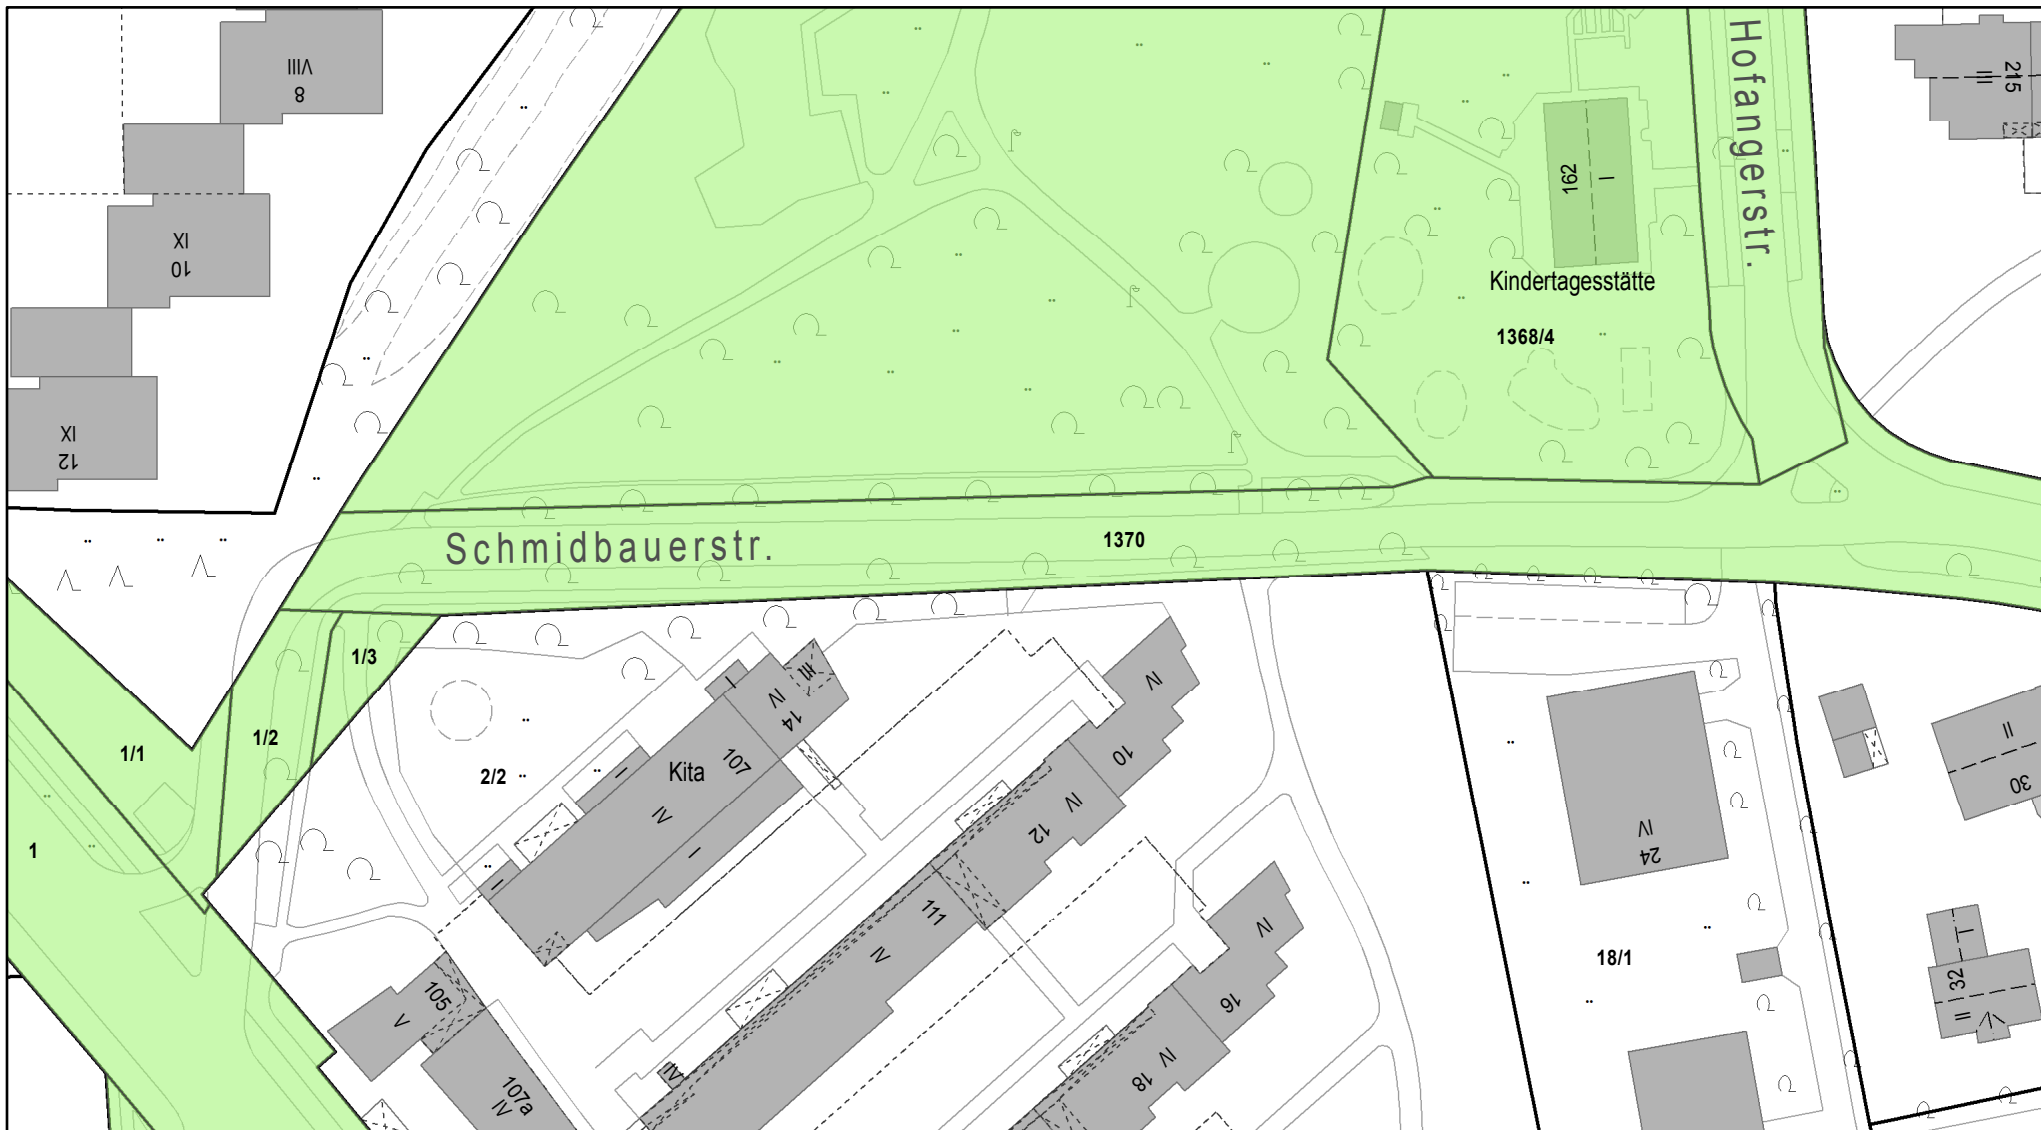 VIII
8
Hofangerstr.
215
III
162
I
IX
10
Kindertagesstätte
1368/4
IX
12
Schmidbauerstr.
1370
1/3
1/1
1/2
2/2
Kita
107
I
IV
14
III
I
IV
I
I
IV
10
IV
12
111
IV
1
105
V
107a
IV
IV
IV
16
IV
18
IV
24
18/1
II
30
I
32
II